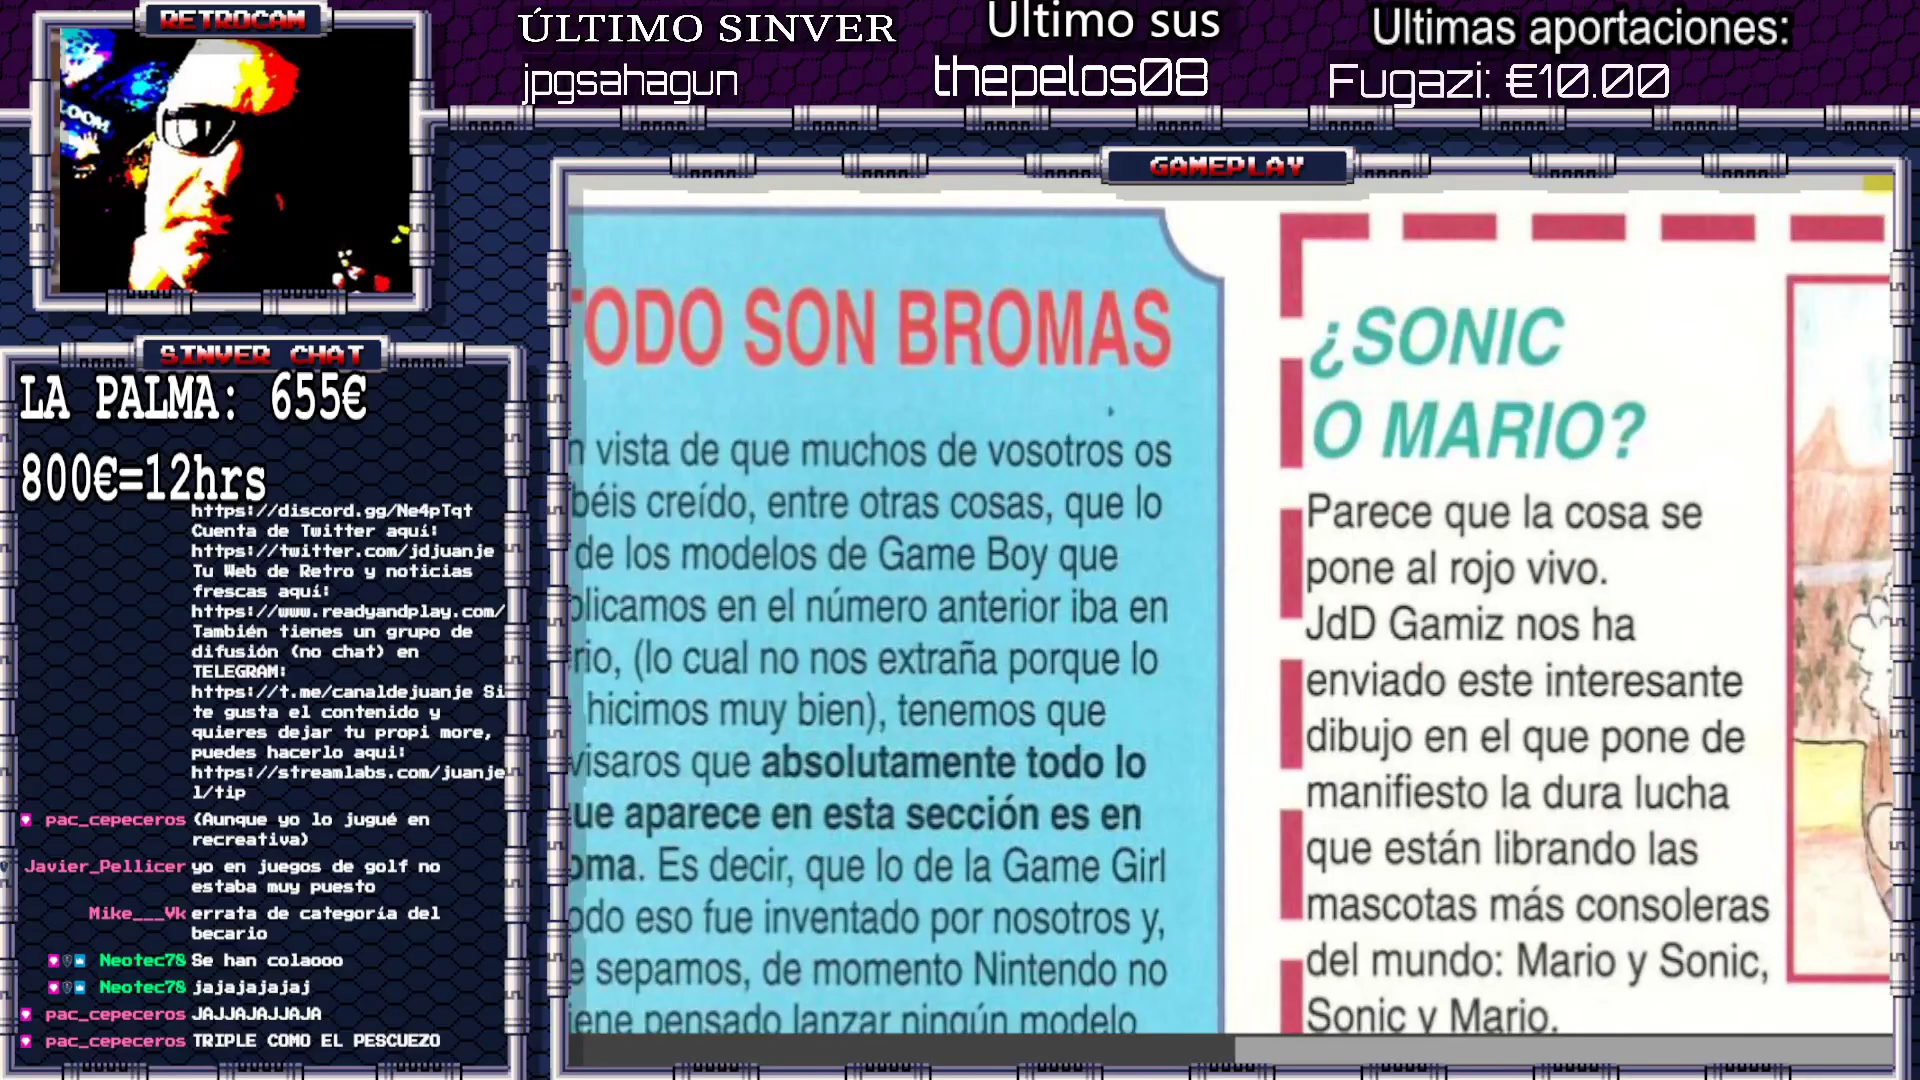 RETROCAM
ÚLTIMO SINVER
jpgsahagun
Ultimo sus
thepelos08
Ultimas aportaciones:
Fugazi: €10.00
GAMEPLAY
SINVER CHAT
LA PALMA: 655€
800€=12hrs
https://discord.gg/Ne4pTqt
Cuenta de Twitter aquí:
https://twitter.com/jdjuanje
Tu Web de Retro y noticias
frescas aquí:
https://www.readyandplay.com/
También tienes un grupo de
difusión (no chat) en
TELEGRAM:
https://t.me/canaldejuanje Si
te gusta el contenido y
quieres dejar tu propi more,
puedes hacerlo aqui:
https://streamlabs.com/juanje
l/tip
pac_cepeceros (Aunque yo lo jugué en
recreativa)
Javier_Pellicer yo en juegos de golf no
estaba muy puesto
Mike___Vk errata de categoría del
becario
Neotec78 Se han colaooo
Neotec78 jajajajajaj
pac_cepeceros JAJJAJAJJAJA
pac_cepeceros TRIPLE COMO EL PESCUEZO
TODO SON BROMAS
n vista de que muchos de vosotros os
béis creído, entre otras cosas, que lo
de los modelos de Game Boy que
blicamos en el número anterior iba en
rio, (lo cual no nos extraña porque lo
hicimos muy bien), tenemos que
visaros que absolutamente todo lo
ue aparece en esta sección es en
oma. Es decir, que lo de la Game Girl
odo eso fue inventado por nosotros y,
e sepamos, de momento Nintendo no
iene pensado lanzar ningún modelo
¿SONIC
O MARIO?
Parece que la cosa se
pone al rojo vivo.
JdD Gamiz nos ha
enviado este interesante
dibujo en el que pone de
manifiesto la dura lucha
que están librando las
mascotas más consoleras
del mundo: Mario y Sonic,
Sonic y Mario.